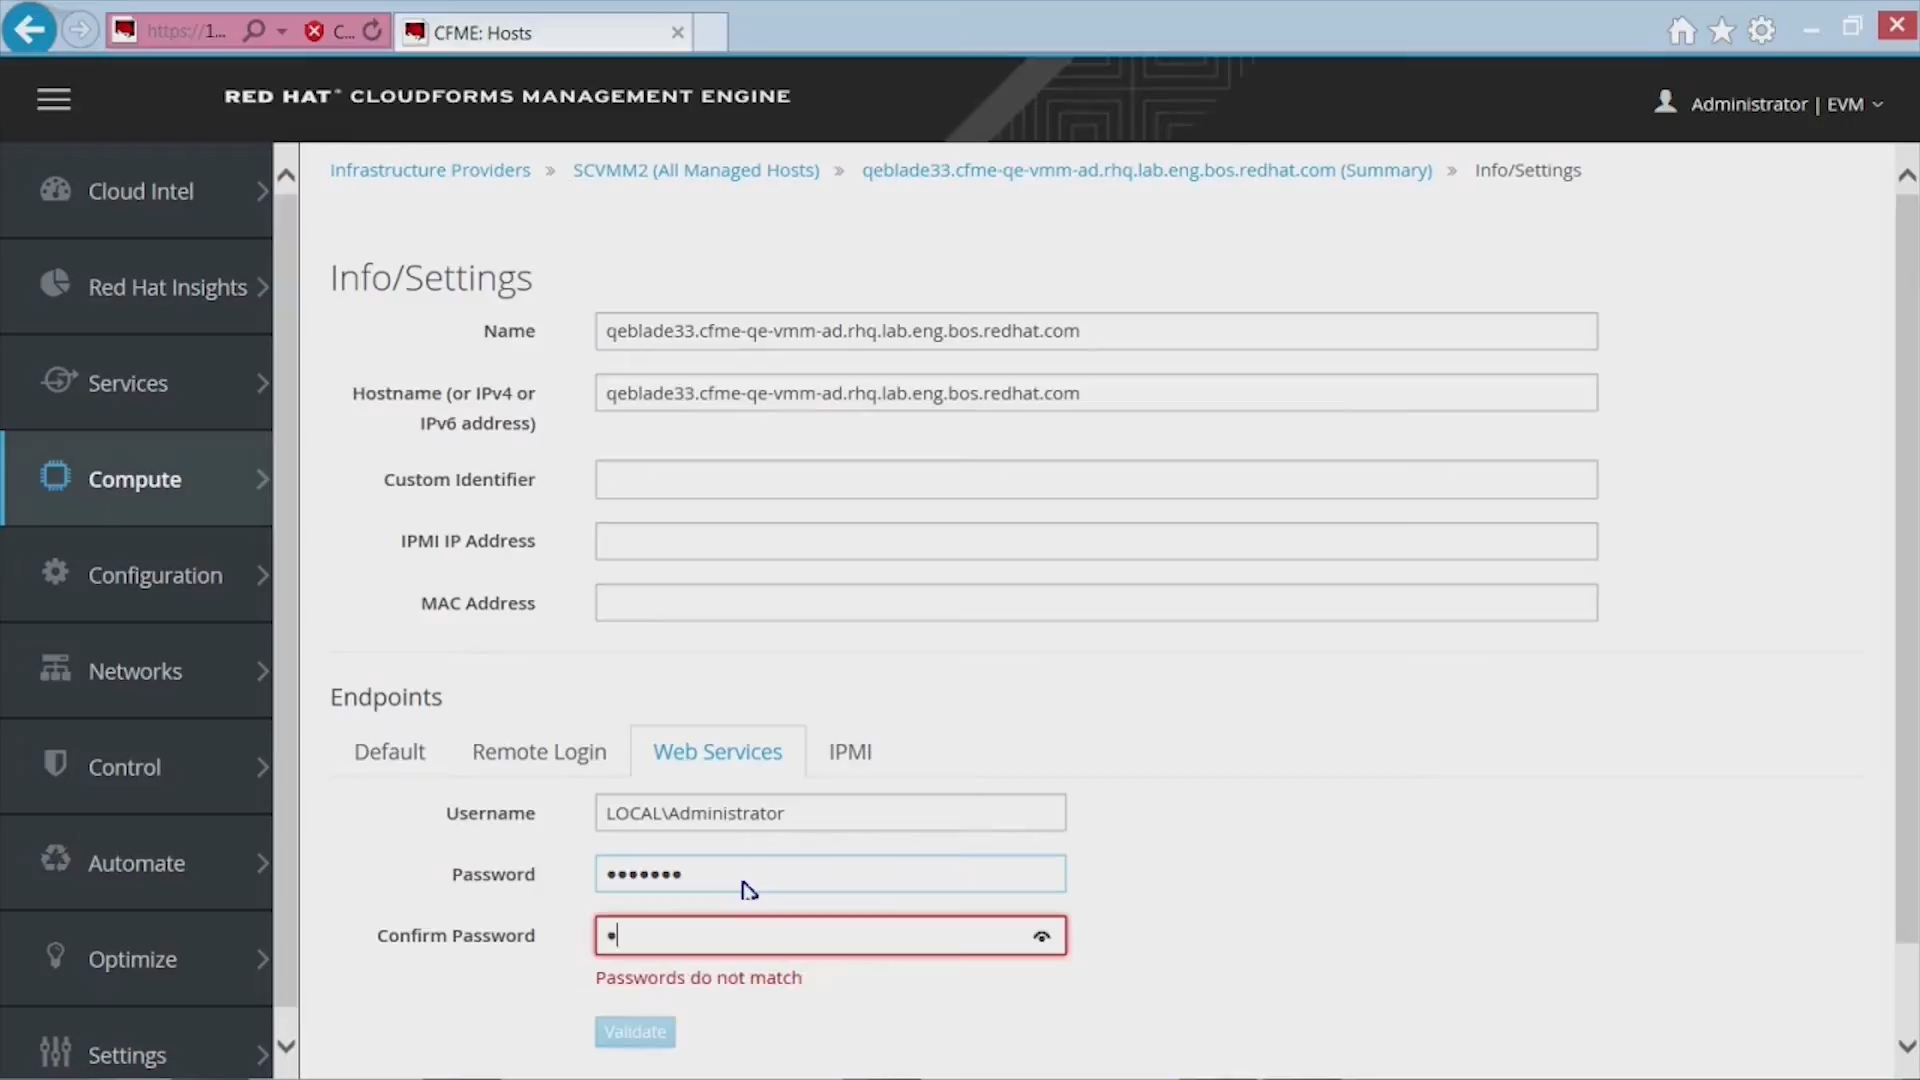 https://1...
C...
CFME: Hosts
RED HAT® CLOUDFORMS MANAGEMENT ENGINE
Administrator | EVM
Cloud Intel
Red Hat Insights
Services
Compute
Configuration
Networks
Control
Automate
Optimize
Settings
Infrastructure Providers » SCVMM2 (All Managed Hosts) » qeblade33.cfme-qe-vmm-ad.rhq.lab.eng.bos.redhat.com (Summary) » Info/Settings
Info/Settings
Name qeblade33.cfme-qe-vmm-ad.rhq.lab.eng.bos.redhat.com
Hostname (or IPv4 or qeblade33.cfme-qe-vmm-ad.rhq.lab.eng.bos.redhat.com
IPv6 address)
Custom Identifier
IPMI IP Address
MAC Address
Endpoints
Default Remote Login Web Services IPMI
Username LOCAL\Administrator
Password •••••••
Confirm Password •
Passwords do not match
Validate